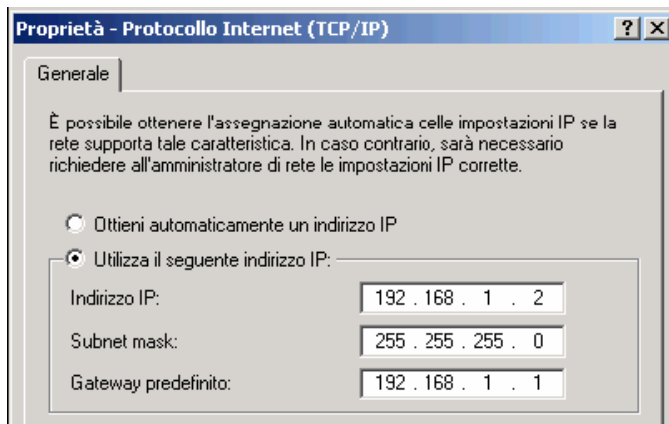 Proprietà - Protocollo Internet (TCP/IP)
Generale
È possibile ottenere l'assegnazione automatica celle impostazioni IP se la
rete supporta tale caratteristica. In caso contrario, sarà necessario
richiedere all'amministratore di rete le impostazioni IP corrette.
Ottieni automaticamente un indirizzo IP
Utilizza il seguente indirizzo IP:
Indirizzo IP: 192 . 168 . 1 . 2
Subnet mask: 255 . 255 . 255 . 0
Gateway predefinito: 192 . 168 . 1 . 1